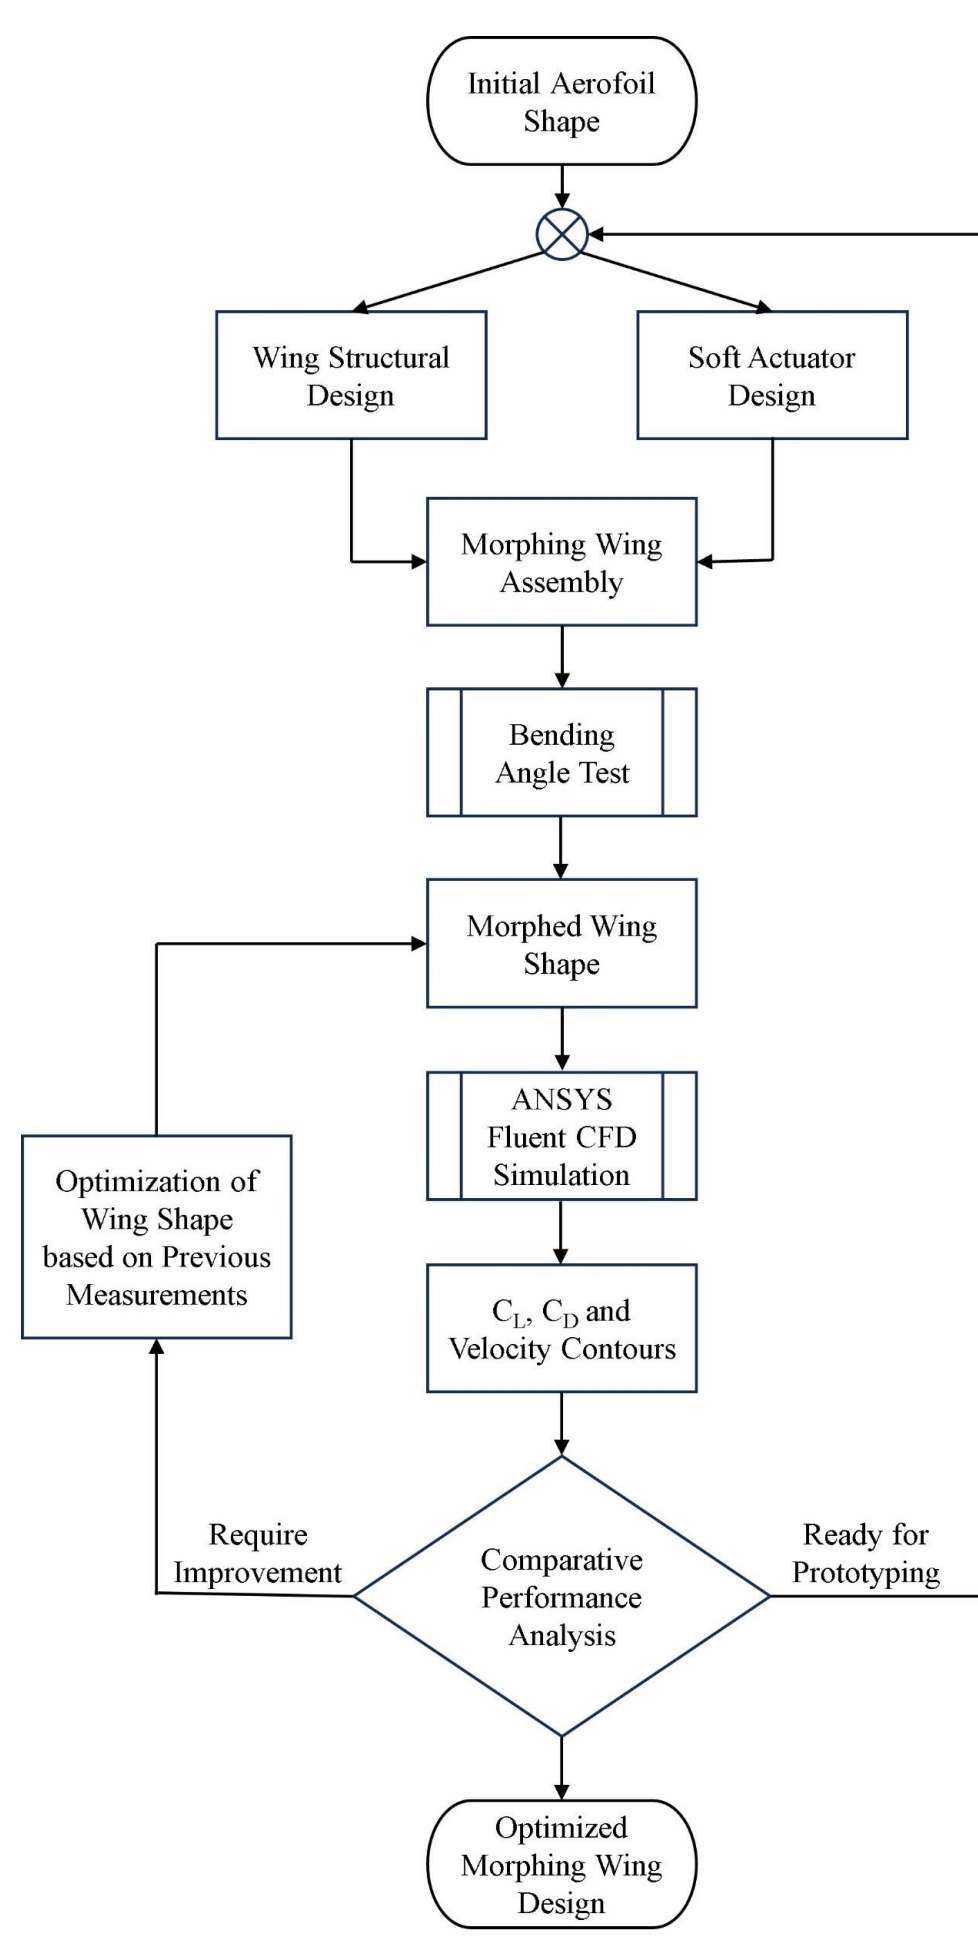 Initial Aerofoil
Shape
Wing Structural
Design
Soft Actuator
Design
Morphing Wing
Assembly
Bending
Angle Test
Morphed Wing
Shape
ANSYS
Fluent CFD
Simulation
Optimization of
Wing Shape
based on Previous
Measurements
C_L, C_D and
Velocity Contours
Require
Improvement
Comparative
Performance
Analysis
Ready for
Prototyping
Optimized
Morphing Wing
Design